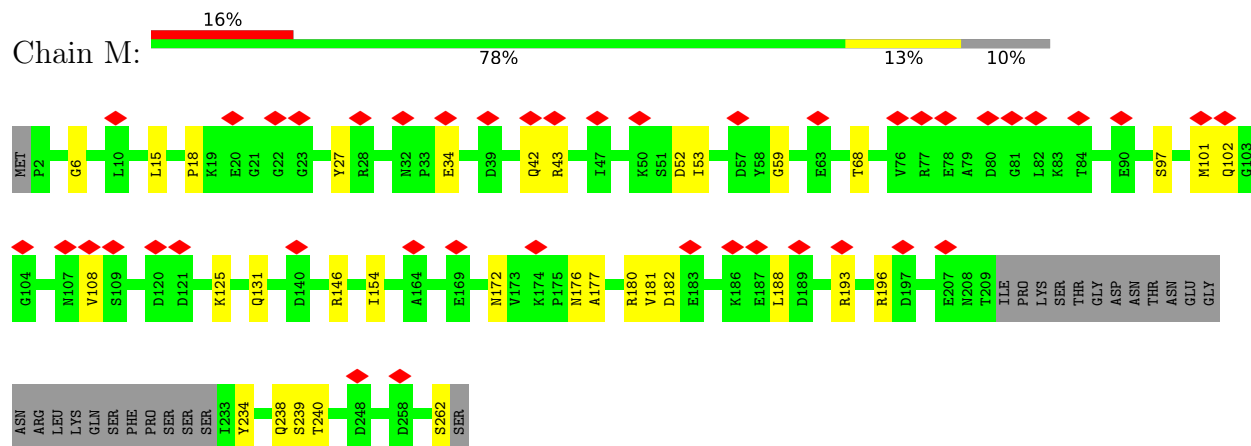 16%
Chain M:
78% 13% 10%
MET P2 G6 L10 L15 P18 K19 E20 G21 G22 G23 Y27 R28 N32 P33 E34 D39 Q42 R43 I47 K50 S51 D52 I53 D57 Y58 G59 E63 T68 V76 R77 E78 A79 D80 G81 L82 K83 T84 E90 S97 M101 Q102 G103
G104 N107 V108 S109 D120 D121 K125 Q131 D140 R146 I154 A164 E169 N172 V173 K174 P175 N176 A177 R180 V181 D182 E183 K186 E187 L188 D189 R193 R196 D197 E207 N208 T209 ILE PRO LYS SER THR GLY ASP ASN THR ASN GLU GLY
ASN ARG LEU LYS GLN SER PHE PRO SER SER SER I233 Y234 Q238 S239 T240 D248 D258 S262 SER